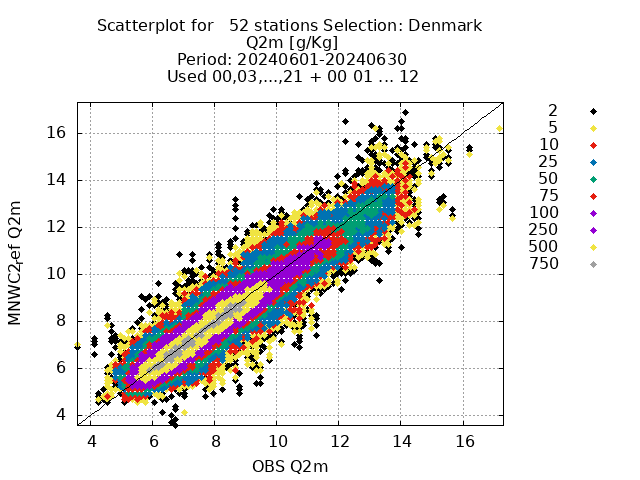 Scatterplot for   52 stations Selection: Denmark
Q2m [g/Kg]
Period: 20240601-20240630
Used 00,03,...,21 + 00 01 ... 12
2
5
10
25
50
75
100
250
500
750
16
14
12
10
8
6
4
MNWC2,ef Q2m
4 6 8 10 12 14 16
OBS Q2m